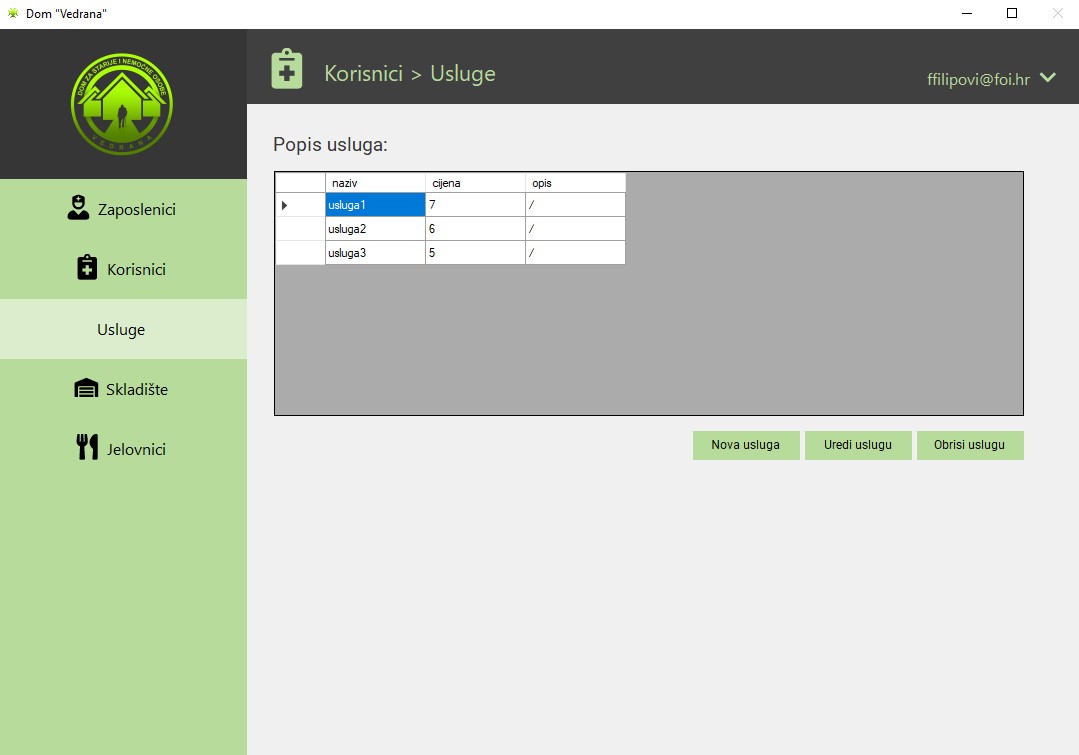 Dom "Vedrana"
DOM ZA STARIJE I NEMOĆNE OSOBE
VEDRANA
Korisnici > Usluge
ffilipovi@foi.hr
Zaposlenici
Korisnici
Usluge
Skladište
Jelovnici
Popis usluga:
naziv cijena opis
usluga1 7 /
usluga2 6 /
usluga3 5 /
Nova usluga Uredi uslugu Obrisi uslugu